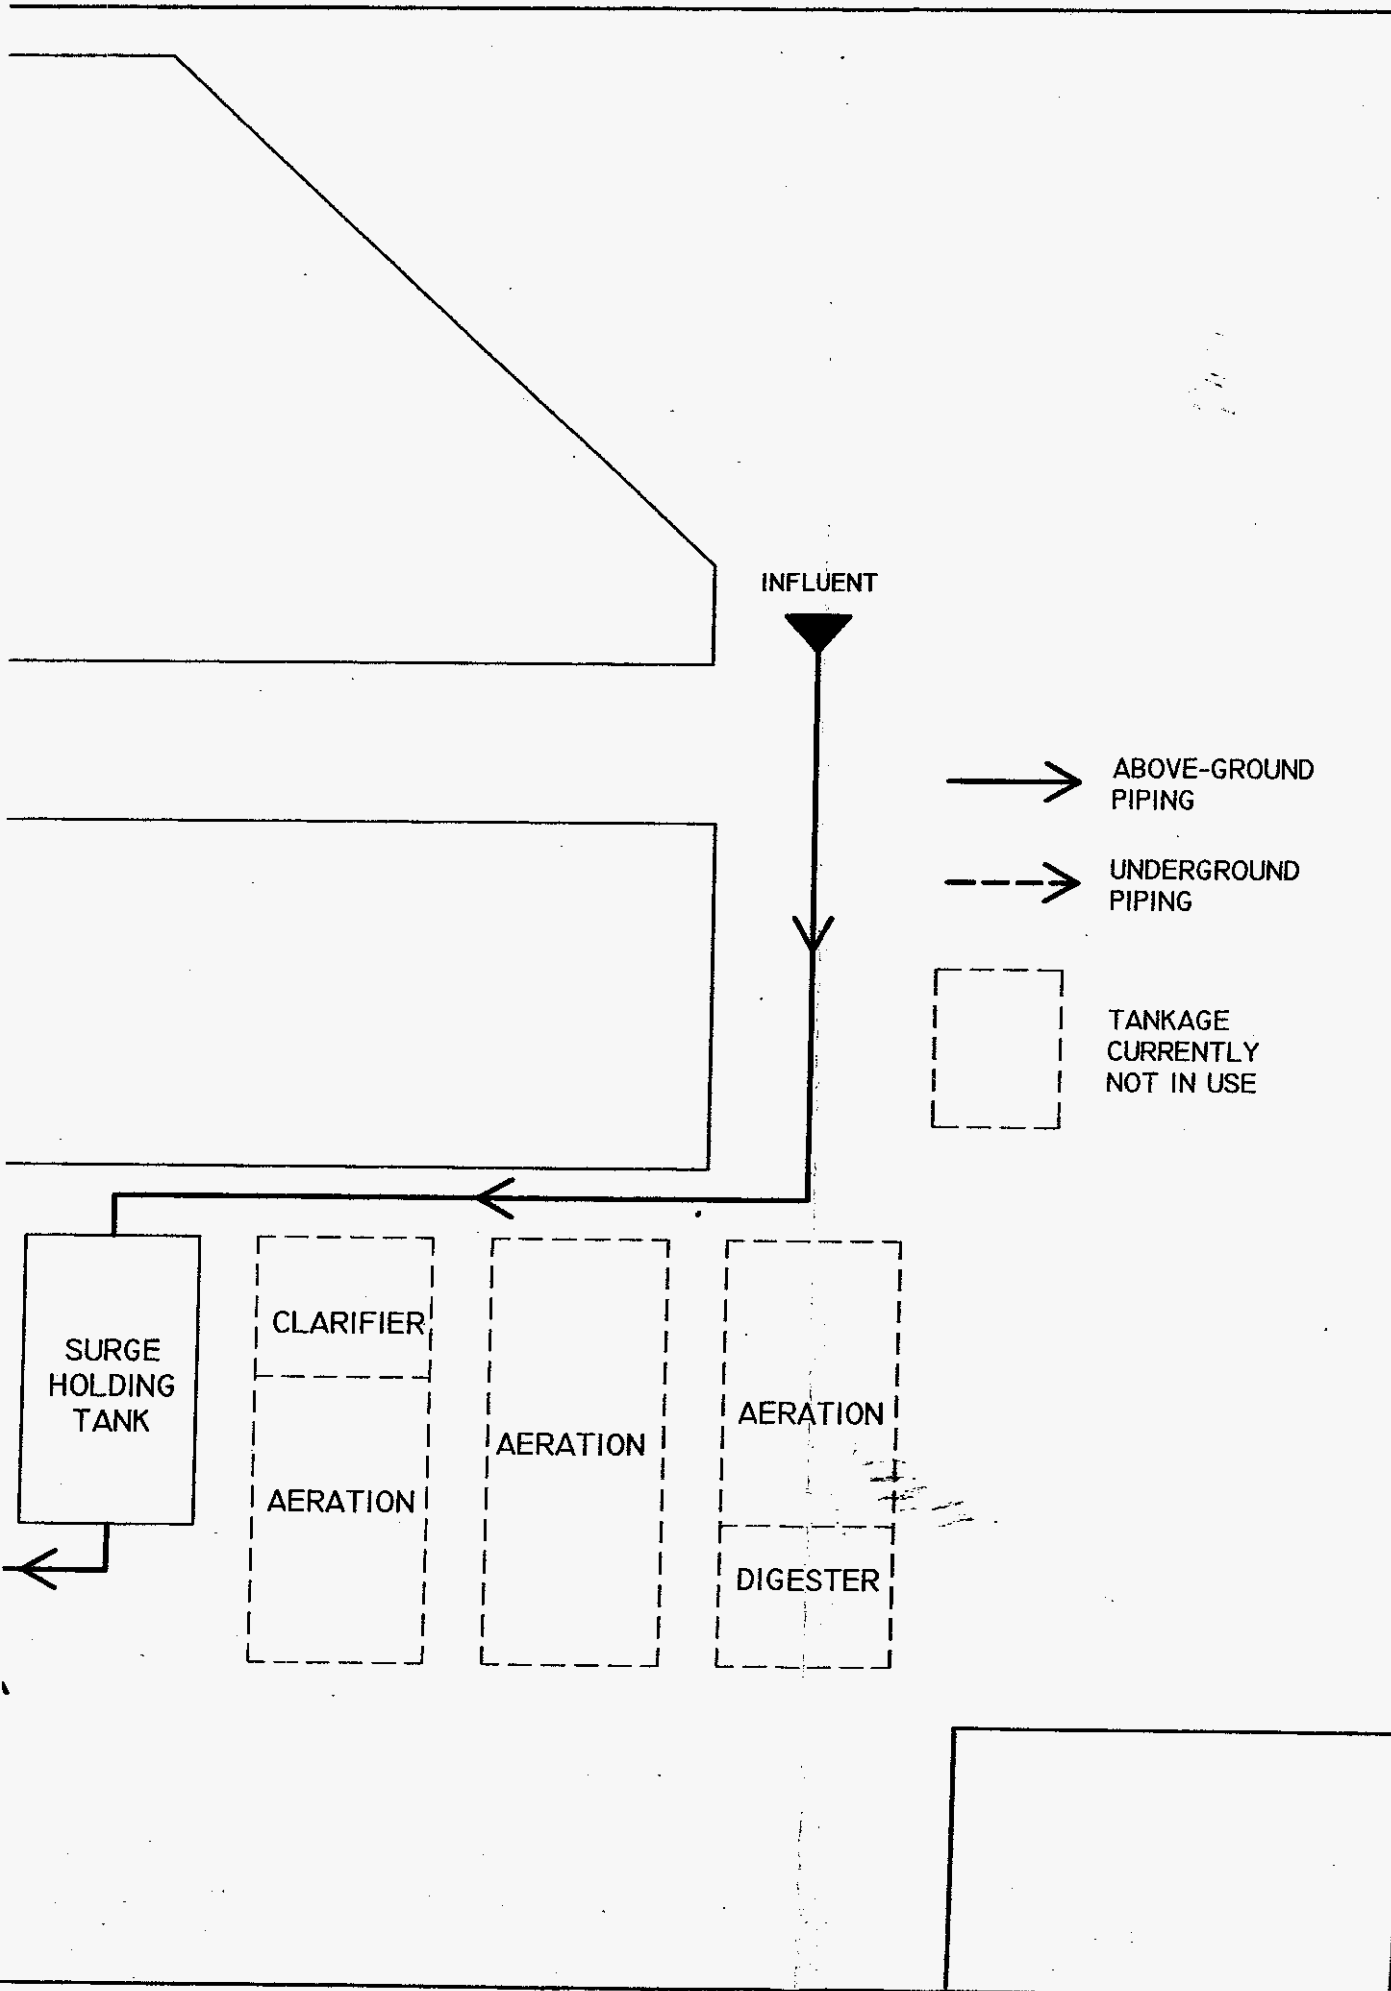 INFLUENT
ABOVE-GROUND
PIPING
UNDERGROUND
PIPING
TANKAGE
CURRENTLY
NOT IN USE
SURGE
HOLDING
TANK
CLARIFIER
AERATION
AERATION
AERATION
DIGESTER